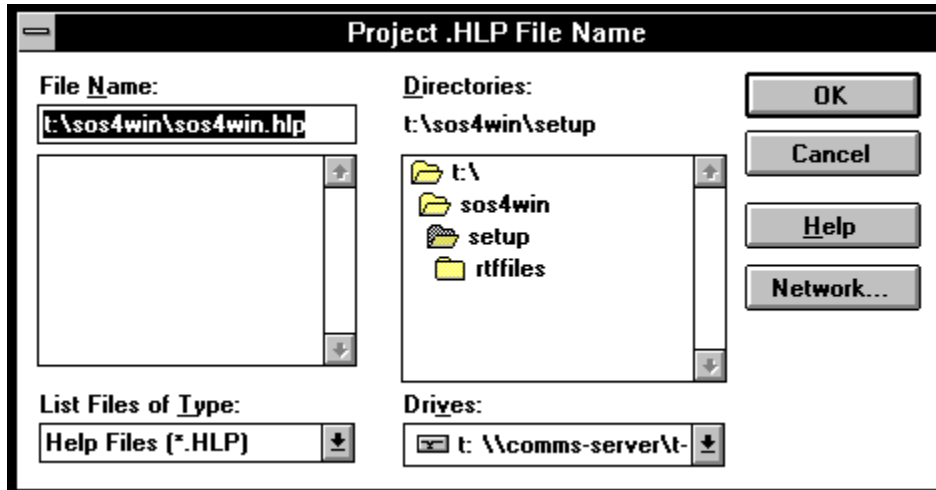 Project .HLP File Name
File Name:
t:\sos4win\sos4win.hlp
Directories:
t:\sos4win\setup
t:\
sos4win
setup
rtffiles
List Files of Type:
Help Files (*.HLP)
Drives:
t: \\comms-server\t-
OK
Cancel
Help
Network...